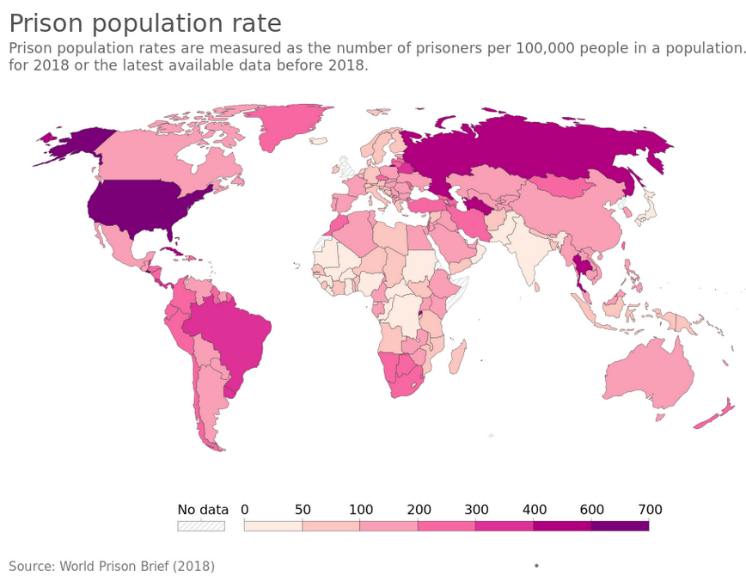 Prison population rate
Prison population rates are measured as the number of prisoners per 100,000 people in a population.
for 2018 or the latest available data before 2018.
No data 0 50 100 200 300 400 600 700
Source: World Prison Brief (2018)